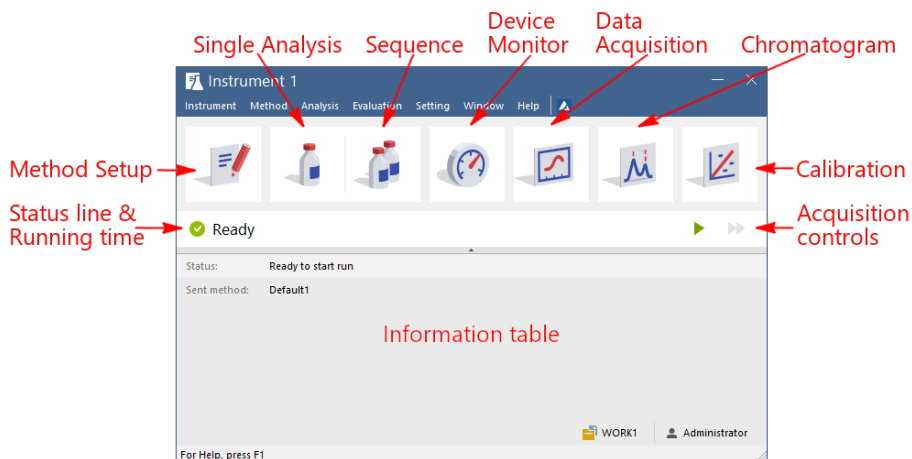 Device
Monitor
Data
Acquisition
Single Analysis
Sequence
Chromatogram
Instrument 1
Instrument Method Analysis Evaluation Setting Window Help
Method Setup
Calibration
Status line &
Running time
Ready
Acquisition
controls
Status: Ready to start run
Sent method: Default1
Information table
WORK1 Administrator
For Help, press F1